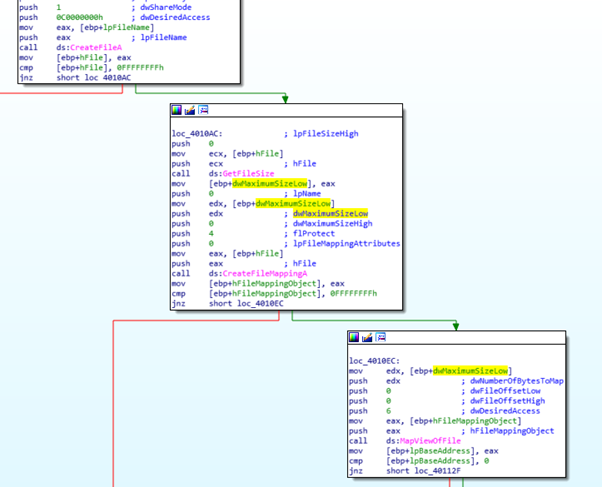 push 1 ; dwShareMode
push 0C0000000h ; dwDesiredAccess
mov eax, [ebp+lpFileName]
push eax ; lpFileName
call ds:CreateFileA
mov [ebp+hFile], eax
cmp [ebp+hFile], 0FFFFFFFFh
jnz short loc_4010AC
loc_4010AC: ; lpFileSizeHigh
push 0
mov ecx, [ebp+hFile]
push ecx ; hFile
call ds:GetFileSize
mov [ebp+dwMaximumSizeLow], eax
push 0 ; lpName
mov edx, [ebp+dwMaximumSizeLow]
push edx ; dwMaximumSizeLow
push 0 ; dwMaximumSizeHigh
push 4 ; flProtect
push 0 ; lpFileMappingAttributes
mov eax, [ebp+hFile]
push eax ; hFile
call ds:CreateFileMappingA
mov [ebp+hFileMappingObject], eax
cmp [ebp+hFileMappingObject], 0FFFFFFFFh
jnz short loc_4010EC
loc_4010EC:
mov edx, [ebp+dwMaximumSizeLow]
push edx ; dwNumberOfBytesToMap
push 0 ; dwFileOffsetLow
push 0 ; dwFileOffsetHigh
push 6 ; dwDesiredAccess
mov eax, [ebp+hFileMappingObject]
push eax ; hFileMappingObject
call ds:MapViewOfFile
mov [ebp+lpBaseAddress], eax
cmp [ebp+lpBaseAddress], 0
jnz short loc_40112F